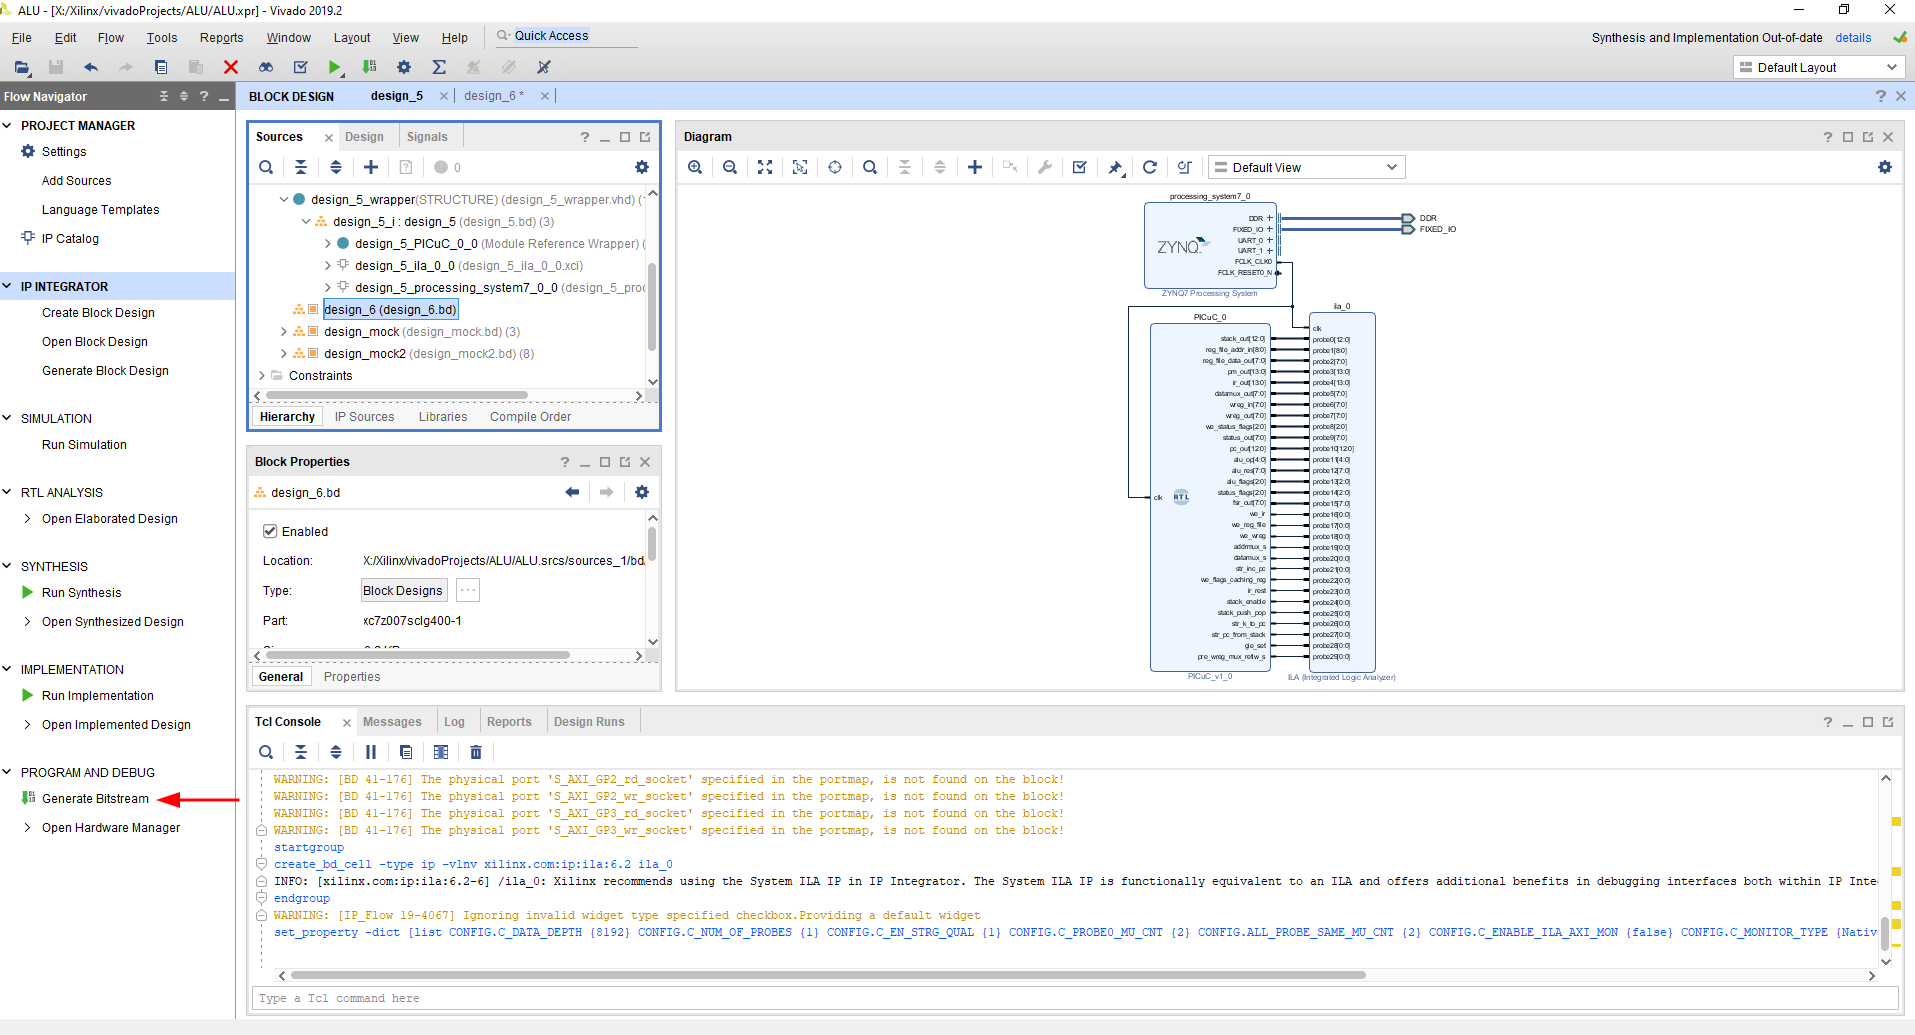 ALU - [X:/Xilinx/vivadoProjects/ALU/ALU.xpr] - Vivado 2019.2
File Edit Flow Tools Reports Window Layout View Help Quick Access
Synthesis and Implementation Out-of-date details
Default Layout
Flow Navigator
PROJECT MANAGER
Settings
Add Sources
Language Templates
IP Catalog
IP INTEGRATOR
Create Block Design
Open Block Design
Generate Block Design
SIMULATION
Run Simulation
RTL ANALYSIS
Open Elaborated Design
SYNTHESIS
Run Synthesis
Open Synthesized Design
IMPLEMENTATION
Run Implementation
Open Implemented Design
PROGRAM AND DEBUG
Generate Bitstream
Open Hardware Manager
BLOCK DESIGN design_5 design_6 *
Sources Design Signals
0
design_5_wrapper(STRUCTURE) (design_5_wrapper.vhd) (
design_5_i : design_5 (design_5.bd) (3)
design_5_PICuC_0_0 (Module Reference Wrapper) (
design_5_ila_0_0 (design_5_ila_0_0.xci)
design_5_processing_system7_0_0 (design_5_proc
design_6 (design_6.bd)
design_mock (design_mock.bd) (3)
design_mock2 (design_mock2.bd) (8)
Constraints
Hierarchy IP Sources Libraries Compile Order
Block Properties
design_6.bd
Enabled
Location: X:/Xilinx/vivadoProjects/ALU/ALU.srcs/sources_1/bd/
Type: Block Designs ...
Part: xc7z007sclg400-1
General Properties
Diagram
Default View
processing_system7_0
ZYNQ
DDR
FIXED_IO
UART_0
UART_1
FCLK_CLK0
FCLK_RESET0_N
ZYNQ7 Processing System
DDR
FIXED_IO
PICuC_0
clk
RTL
stack_out[12:0]
reg_file_addr_in[8:0]
reg_file_data_out[7:0]
pm_out[13:0]
ir_out[13:0]
datamux_out[7:0]
wreg_in[7:0]
wreg_out[7:0]
we_status_flags[2:0]
status_out[7:0]
pc_out[12:0]
alu_op[4:0]
alu_res[7:0]
alu_flags[2:0]
status_flags[2:0]
fsr_out[7:0]
we_ir
we_reg_file
we_wreg
addrmux_s
datamux_s
str_inc_pc
we_flags_caching_reg
ir_rest
stack_enable
stack_push_pop
str_k_to_pc
str_pc_from_stack
gie_set
pre_wreg_mux_retlw_s
PICuC_v1_0
ila_0
clk
probe0[12:0]
probe1[8:0]
probe2[7:0]
probe3[13:0]
probe4[13:0]
probe5[7:0]
probe6[7:0]
probe7[7:0]
probe8[2:0]
probe9[7:0]
probe10[12:0]
probe11[4:0]
probe12[7:0]
probe13[2:0]
probe14[2:0]
probe15[7:0]
probe16[0:0]
probe17[0:0]
probe18[0:0]
probe19[0:0]
probe20[0:0]
probe21[0:0]
probe22[0:0]
probe23[0:0]
probe24[0:0]
probe25[0:0]
probe26[0:0]
probe27[0:0]
probe28[0:0]
probe29[0:0]
ILA (Integrated Logic Analyzer)
Tcl Console Messages Log Reports Design Runs
WARNING: [BD 41-176] The physical port 'S_AXI_GP2_rd_socket' specified in the portmap, is not found on the block!
WARNING: [BD 41-176] The physical port 'S_AXI_GP2_wr_socket' specified in the portmap, is not found on the block!
WARNING: [BD 41-176] The physical port 'S_AXI_GP3_rd_socket' specified in the portmap, is not found on the block!
WARNING: [BD 41-176] The physical port 'S_AXI_GP3_wr_socket' specified in the portmap, is not found on the block!
startgroup
create_bd_cell -type ip -vlnv xilinx.com:ip:ila:6.2 ila_0
INFO: [xilinx.com:ip:ila:6.2-6] /ila_0: Xilinx recommends using the System ILA IP in IP Integrator. The System ILA IP is functionally equivalent to an ILA and offers additional benefits in debugging interfaces both within IP Inte
endgroup
WARNING: [IP_Flow 19-4067] Ignoring invalid widget type specified checkbox.Providing a default widget
set_property -dict [list CONFIG.C_DATA_DEPTH {8192} CONFIG.C_NUM_OF_PROBES {1} CONFIG.C_EN_STRG_QUAL {1} CONFIG.C_PROBE0_MU_CNT {2} CONFIG.ALL_PROBE_SAME_MU_CNT {2} CONFIG.C_ENABLE_ILA_AXI_MON {false} CONFIG.C_MONITOR_TYPE {Nativ
Type a Tcl command here